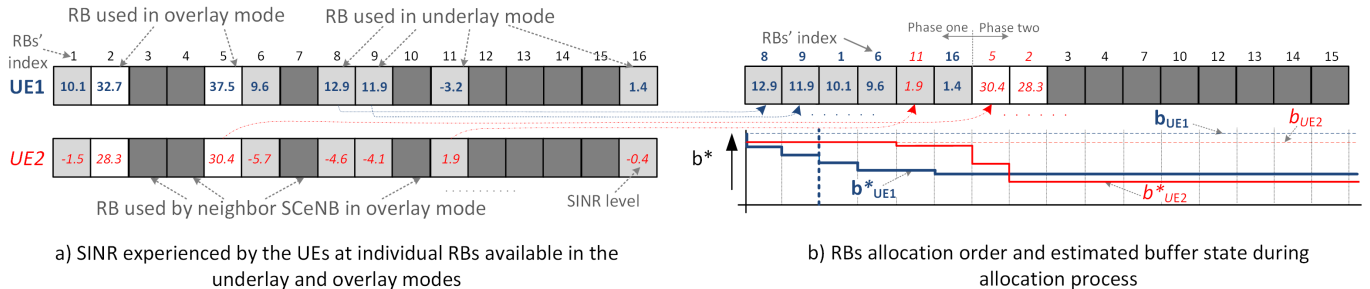 RB used in overlay mode
RB used in underlay mode
RBs'
index
1 2 3 4 5 6 7 8 9 10 11 12 13 14 15 16
UE1 10.1 32.7 37.5 9.6 12.9 11.9 -3.2 1.4
UE2 -1.5 28.3 30.4 -5.7 -4.6 -4.1 1.9 -0.4
RB used by neighbor SCeNB in overlay mode
SINR level
a) SINR experienced by the UEs at individual RBs available in the
underlay and overlay modes
RBs' index
Phase one
Phase two
8 9 1 6 11 16 5 2 3 4 7 10 12 13 14 15
12.9 11.9 10.1 9.6 1.9 1.4 30.4 28.3
bUE1
bUE2
b*
b*UE1
b*UE2
b) RBs allocation order and estimated buffer state during
allocation process